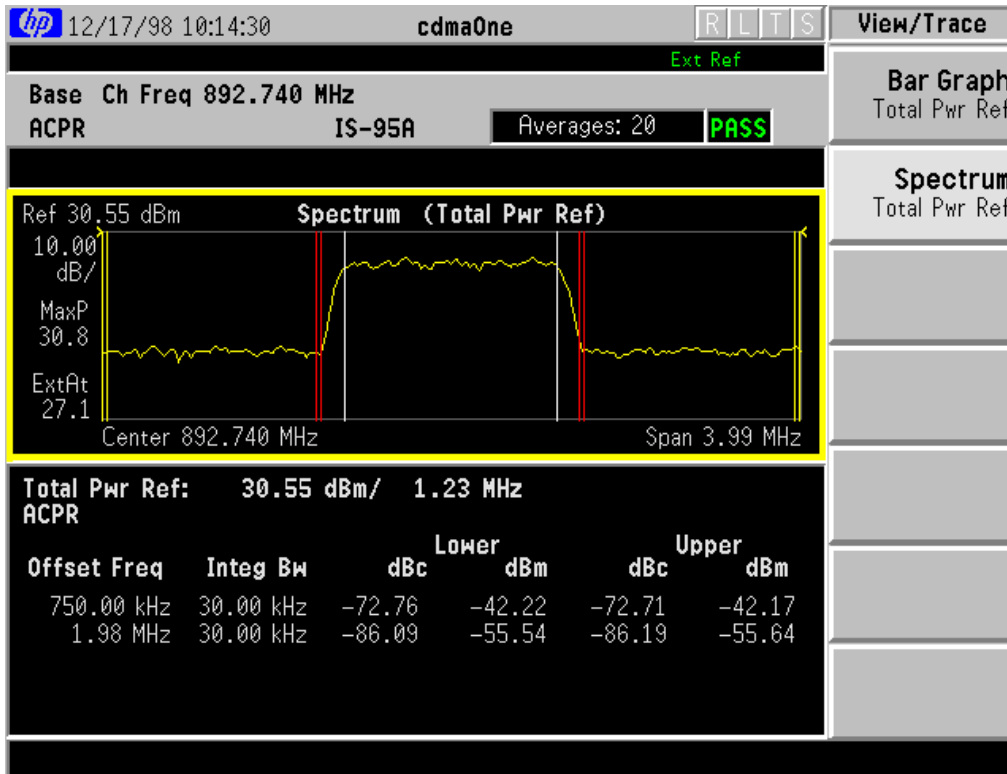 hp 12/17/98 10:14:30 cdmaOne R L T S View/Trace
Ext Ref
Base Ch Freq 892.740 MHz
ACPR IS-95A Averages: 20 PASS
Bar Graph
Total Pwr Ref
Spectrum
Total Pwr Ref
Ref 30.55 dBm Spectrum (Total Pwr Ref)
10.00
dB/
MaxP
30.8
ExtAt
27.1
Center 892.740 MHz Span 3.99 MHz
Total Pwr Ref: 30.55 dBm/ 1.23 MHz
ACPR
Lower Upper
Offset Freq Integ Bw dBc dBm dBc dBm
750.00 kHz 30.00 kHz -72.76 -42.22 -72.71 -42.17
1.98 MHz 30.00 kHz -86.09 -55.54 -86.19 -55.64